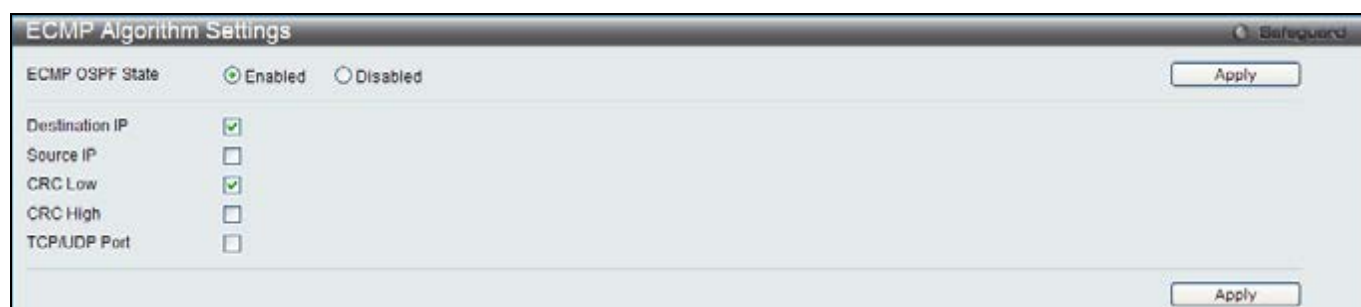 ECMP Algorithm Settings
Safeguard
ECMP OSPF State Enabled Disabled Apply
Destination IP
Source IP
CRC Low
CRC High
TCP/UDP Port
Apply